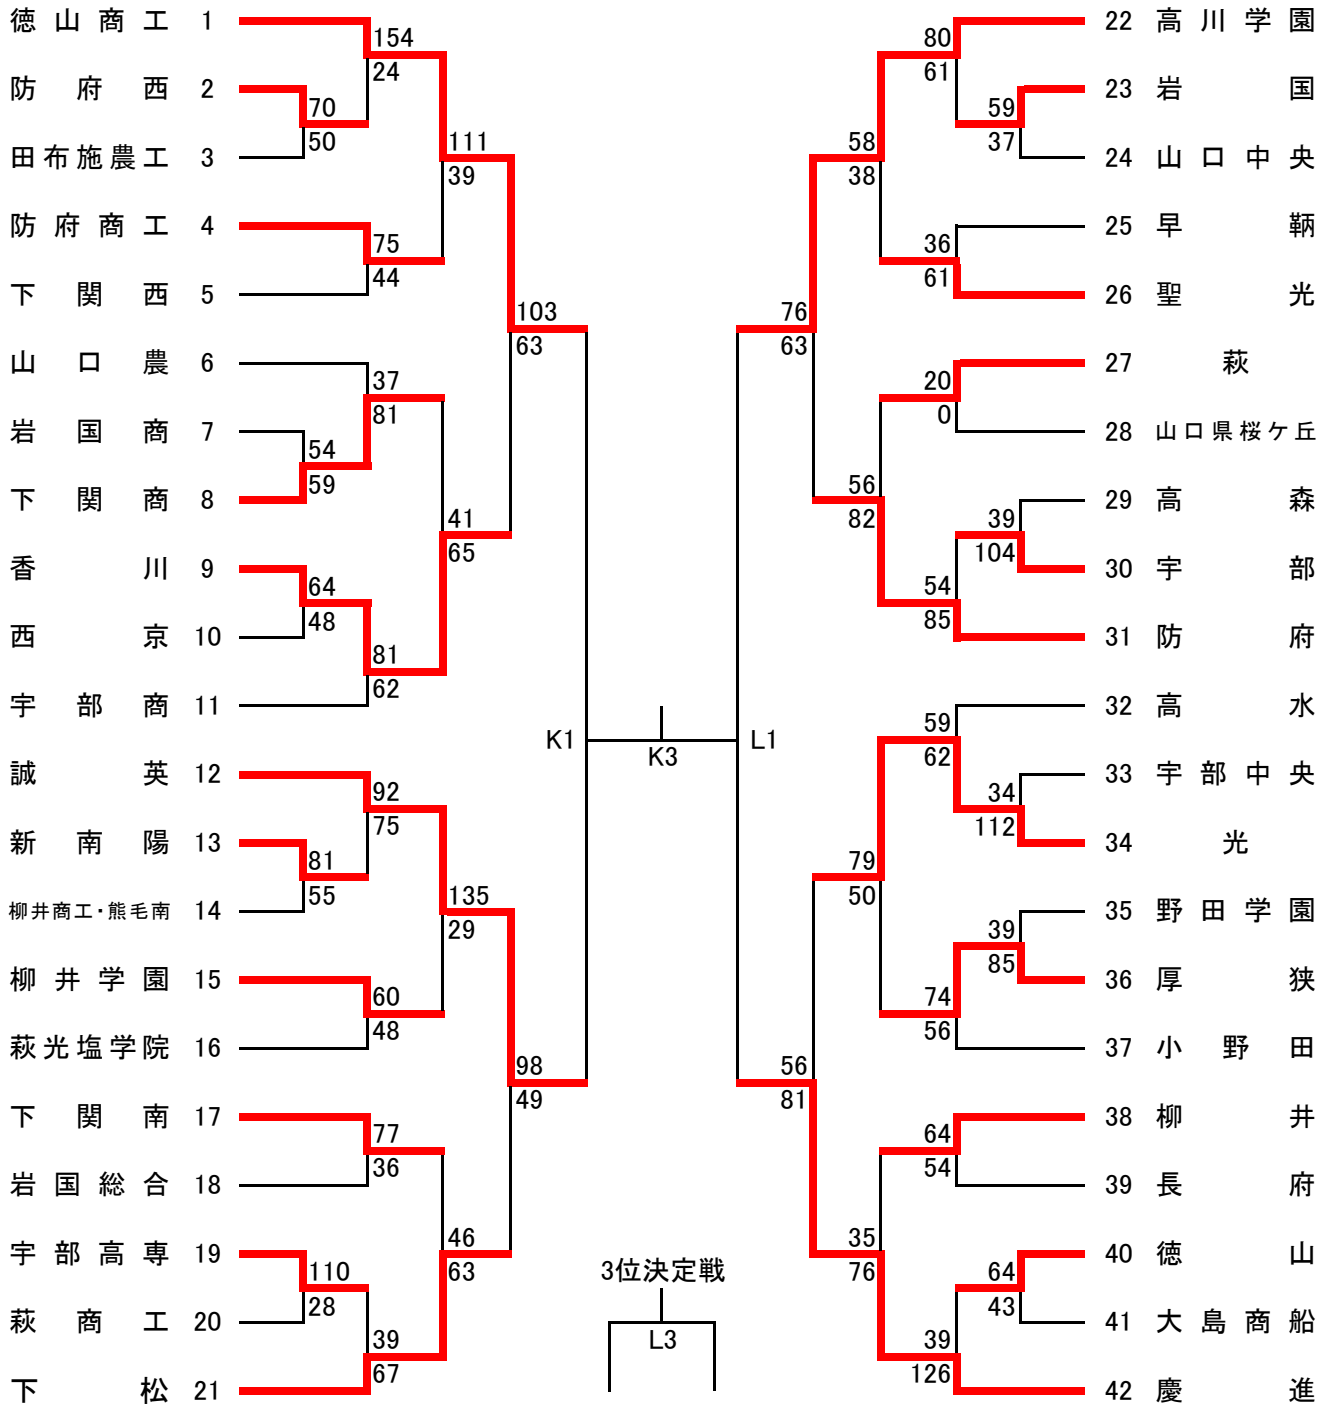 徳山商工 1
防府西 2
田布施農工 3
防府商工 4
下関西 5
山口農 6
岩国商 7
下関商 8
香川 9
西京 10
宇部商 11
誠英 12
新南陽 13
柳井商工・熊毛南 14
柳井学園 15
萩光塩学院 16
下関南 17
岩国総合 18
宇部高専 19
萩商工 20
下松 21
70
50
54
59
64
48
81
55
110
28
154
24
75
44
37
81
81
62
92
75
60
48
77
36
39
67
111
39
41
65
135
29
46
63
103
63
98
49
K1
K3
L1
3位決定戦
L3
76
63
56
81
58
38
56
82
79
50
35
76
80
61
36
61
20
0
54
85
59
62
74
56
64
54
39
126
59
37
39
104
34
112
39
85
64
43
22 高川学園
23 岩国
24 山口中央
25 早鞆
26 聖光
27 萩
28 山口県桜ケ丘
29 高森
30 宇部
31 防府
32 高水
33 宇部中央
34 光
35 野田学園
36 厚狭
37 小野田
38 柳井
39 長府
40 徳山
41 大島商船
42 慶進